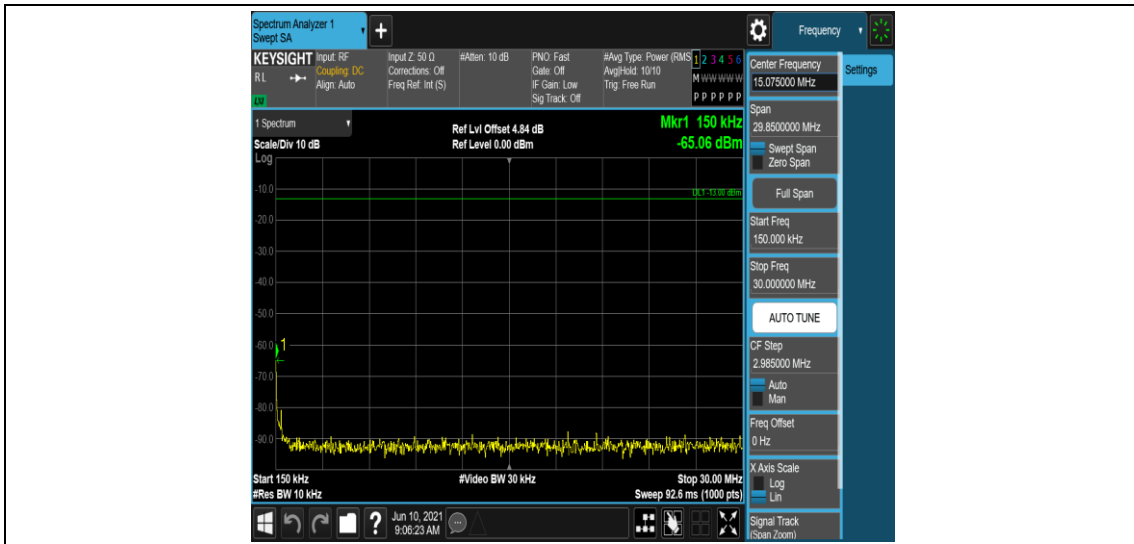 Spectrum Analyzer 1
Swept SA
+
Frequency
KEYSIGHT
RL
LXI
Input: RF
Coupling: DC
Align: Auto
Input Z: 50 Ω
Corrections: Off
Freq Ref: Int (S)
#Atten: 10 dB
PNO: Fast
Gate: Off
IF Gain: Low
Sig Track: Off
#Avg Type: Power (RMS
Avg|Hold: 10/10
Trig: Free Run
1 2 3 4 5 6
M W W W W W
P P P P P P
Center Frequency
15.075000 MHz
Settings
Span
29.8500000 MHz
Swept Span
Zero Span
Full Span
Start Freq
150.000 kHz
Stop Freq
30.000000 MHz
AUTO TUNE
CF Step
2.985000 MHz
Auto
Man
Freq Offset
0 Hz
X Axis Scale
Log
Lin
Signal Track
(Span Zoom)
1 Spectrum
Scale/Div 10 dB
Ref Lvl Offset 4.84 dB
Ref Level 0.00 dBm
Mkr1 150 kHz
-65.06 dBm
Log
-10.0
DL1 -13.00 dBm
-20.0
-30.0
-40.0
-50.0
-60.0
1
-70.0
-80.0
-90.0
Start 150 kHz
#Video BW 30 kHz
Stop 30.00 MHz
#Res BW 10 kHz
Sweep 92.6 ms (1000 pts)
?
Jun 10, 2021
9:06:23 AM